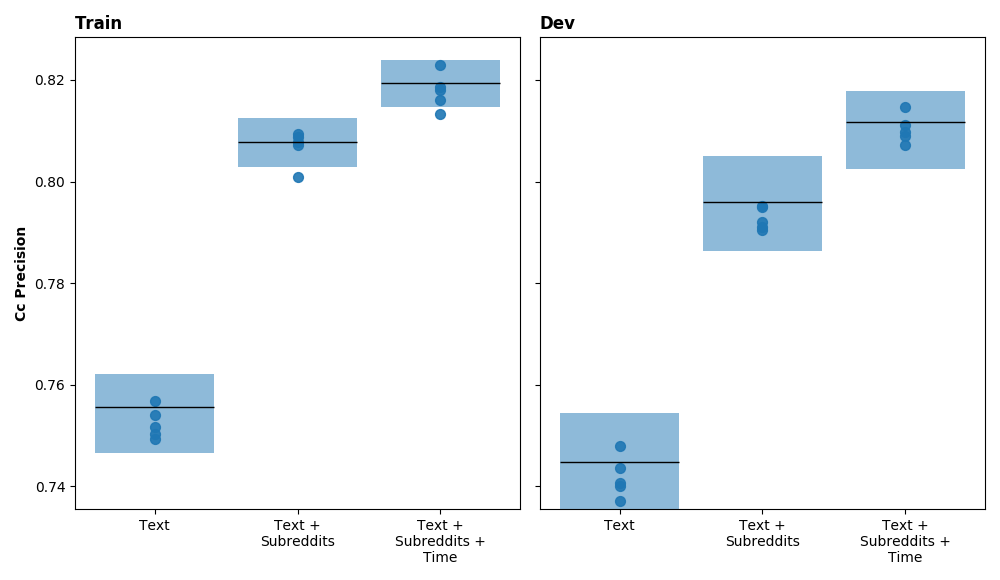 Train
Dev
Cc Precision
0.82
0.80
0.78
0.76
0.74
Text
Text +
Subreddits
Text +
Subreddits +
Time
Text
Text +
Subreddits
Text +
Subreddits +
Time